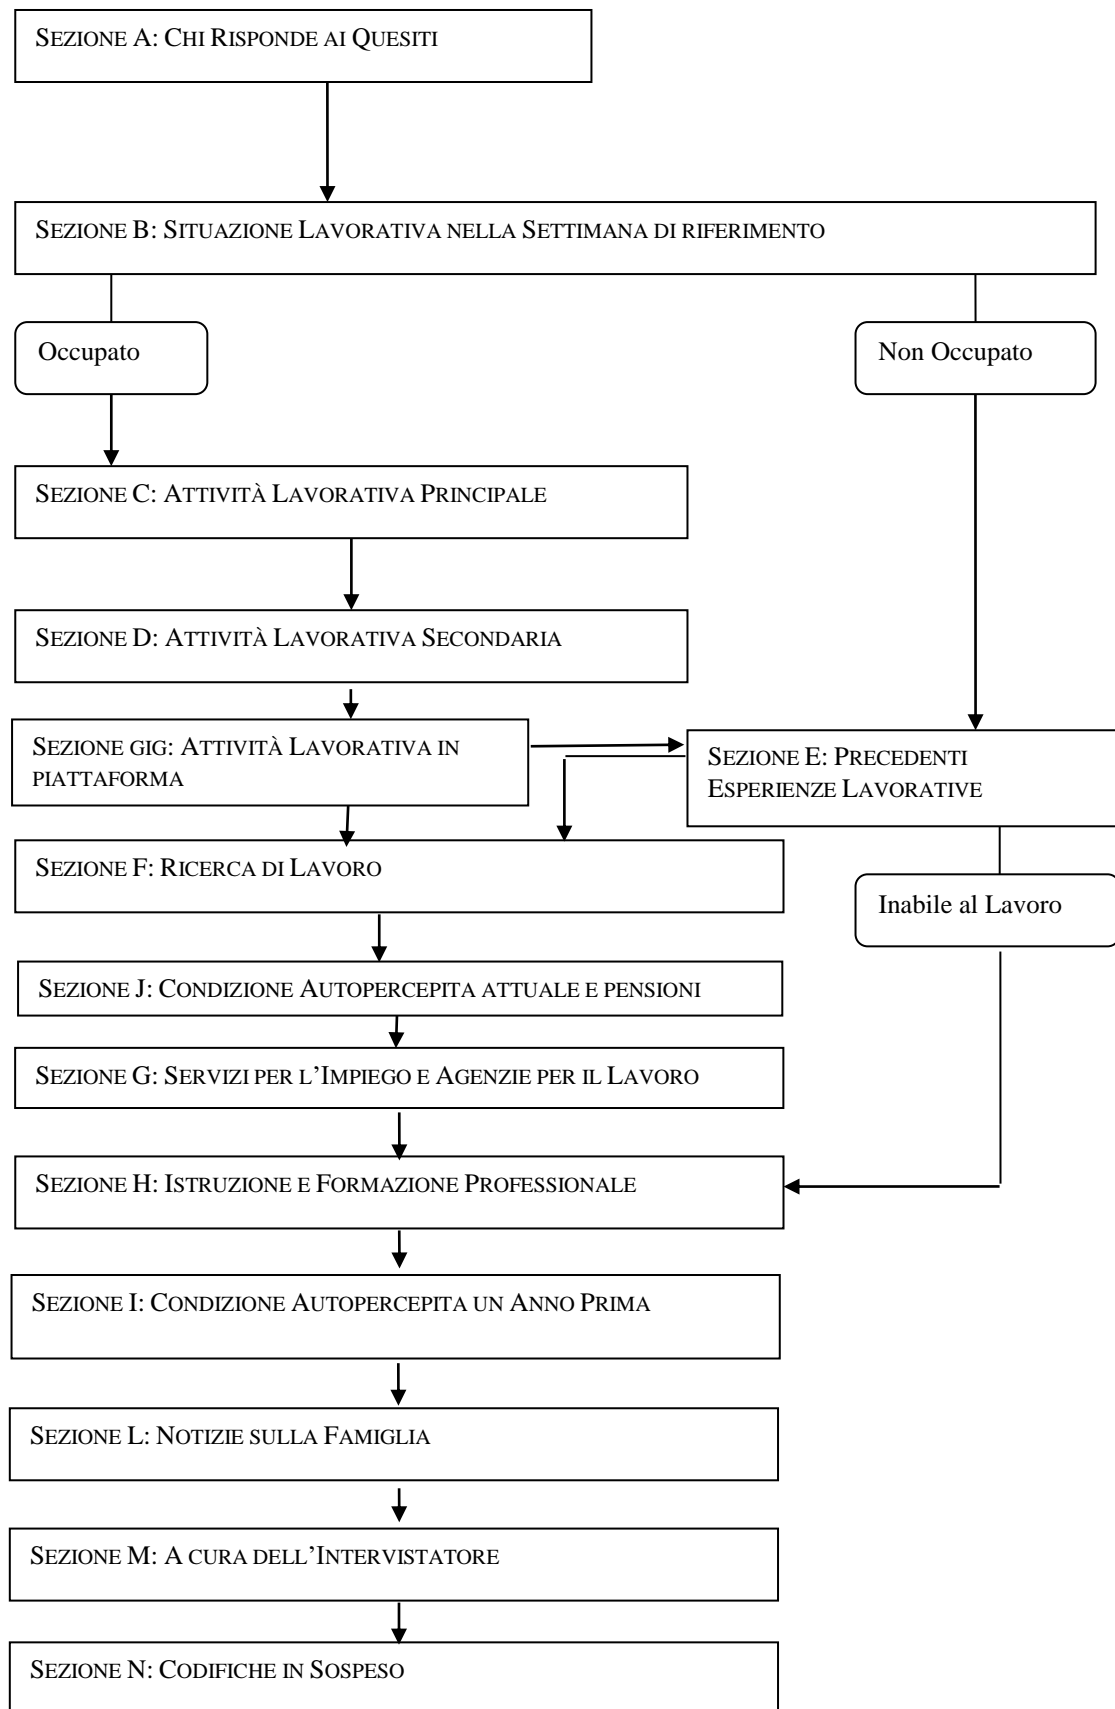 SEZIONE A: CHI RISPONDE AI QUESITI
SEZIONE B: SITUAZIONE LAVORATIVA NELLA SETTIMANA DI RIFERIMENTO
Occupato
Non Occupato
SEZIONE C: ATTIVITÀ LAVORATIVA PRINCIPALE
SEZIONE D: ATTIVITÀ LAVORATIVA SECONDARIA
SEZIONE GIG: ATTIVITÀ LAVORATIVA IN
PIATTAFORMA
SEZIONE E: PRECEDENTI
ESPERIENZE LAVORATIVE
SEZIONE F: RICERCA DI LAVORO
Inabile al Lavoro
SEZIONE J: CONDIZIONE AUTOPERCEPITA ATTUALE E PENSIONI
SEZIONE G: SERVIZI PER L’IMPIEGO E AGENZIE PER IL LAVORO
SEZIONE H: ISTRUZIONE E FORMAZIONE PROFESSIONALE
SEZIONE I: CONDIZIONE AUTOPERCEPITA UN ANNO PRIMA
SEZIONE L: NOTIZIE SULLA FAMIGLIA
SEZIONE M: A CURA DELL’INTERVISTATORE
SEZIONE N: CODIFICHE IN SOSPESO